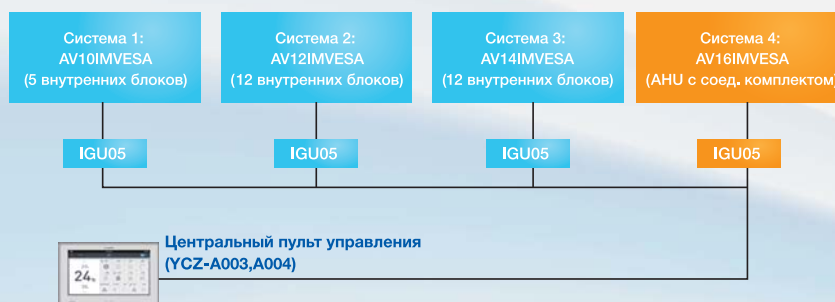 Система 1:
AV10IMVESA
(5 внутренних блоков)
Система 2:
AV12IMVESA
(12 внутренних блоков)
Система 3:
AV14IMVESA
(12 внутренних блоков)
Система 4:
AV16IMVESA
(AHU с соед. комплектом)
IGU05
IGU05
IGU05
IGU05
Центральный пульт управления
(YCZ-A003,A004)
24